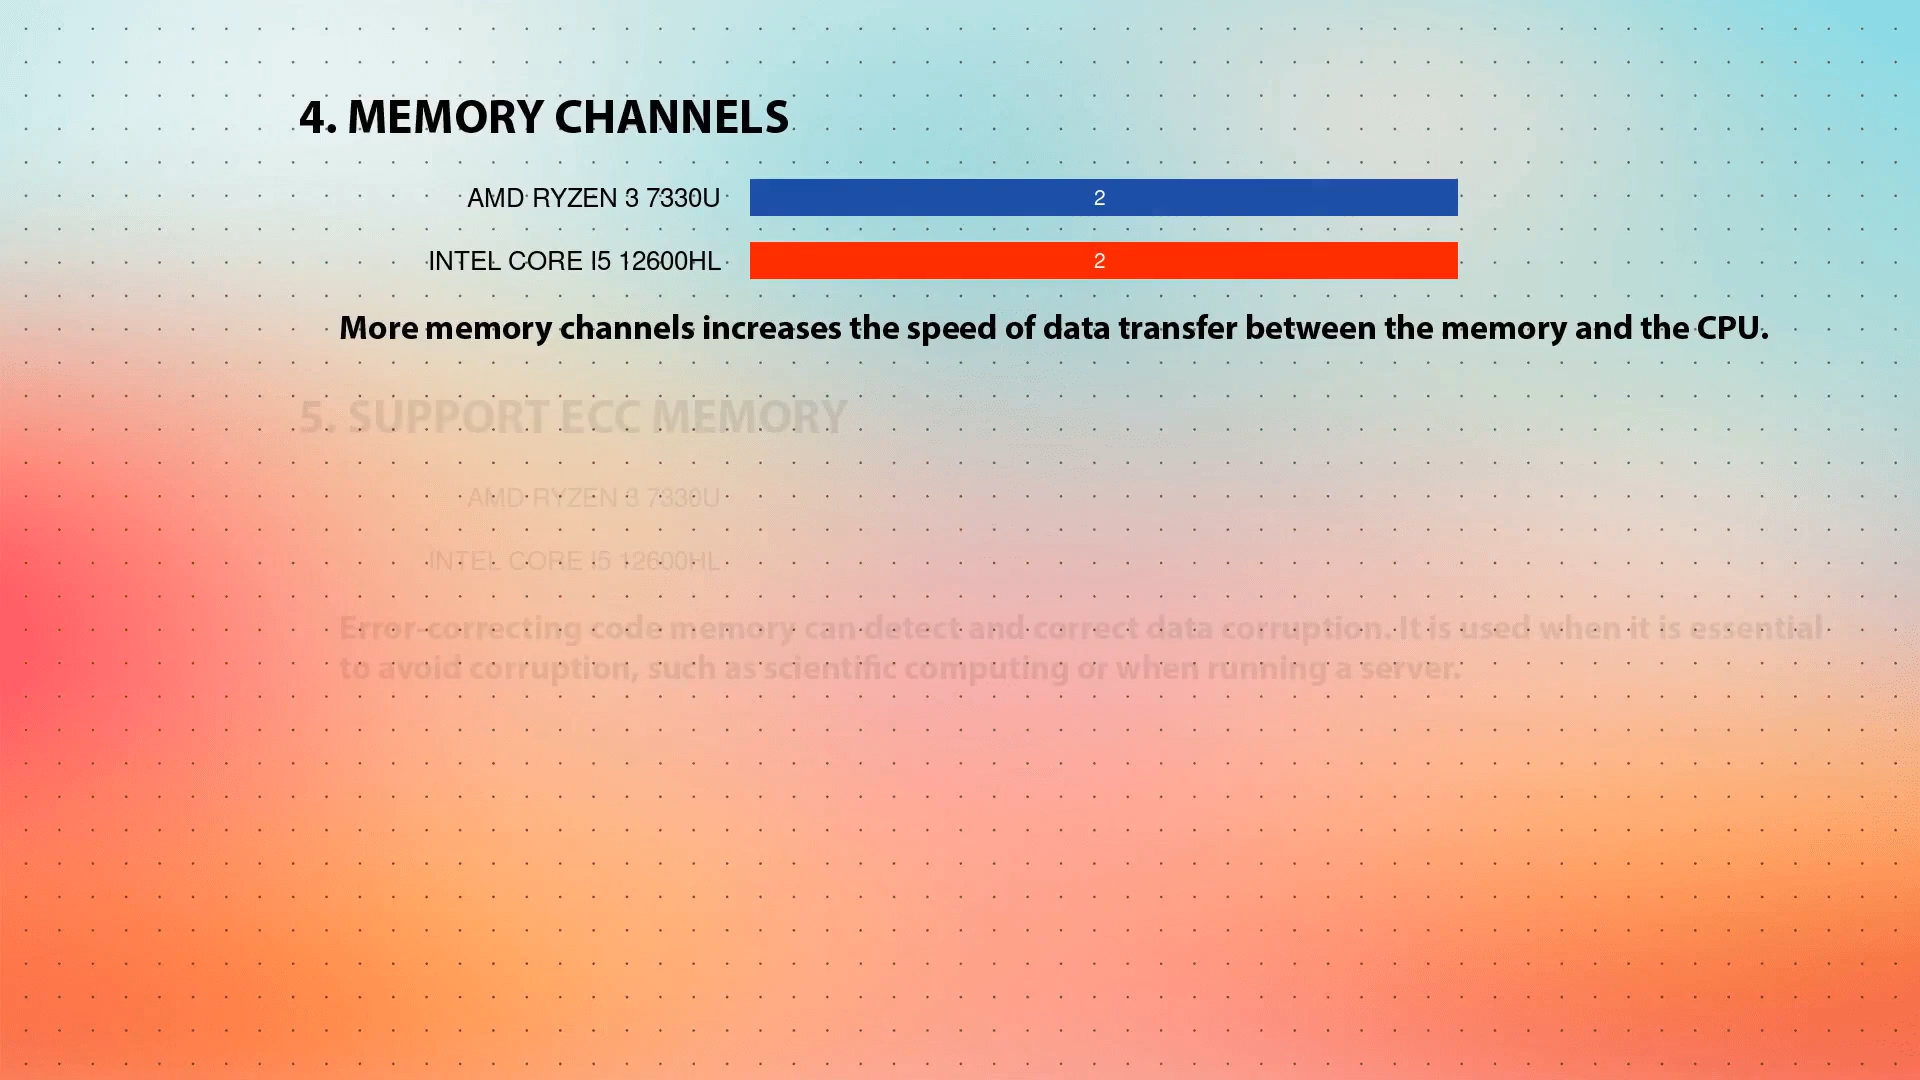 4. MEMORY CHANNELS
AMD RYZEN 3 7330U
2
INTEL CORE I5 12600HL
2
More memory channels increases the speed of data transfer between the memory and the CPU.
5. SUPPORT ECC MEMORY
AMD RYZEN 3 7330U
INTEL CORE I5 12600HL
Error-correcting code memory can detect and correct data corruption. It is used when it is essential
to avoid corruption, such as scientific computing or when running a server.